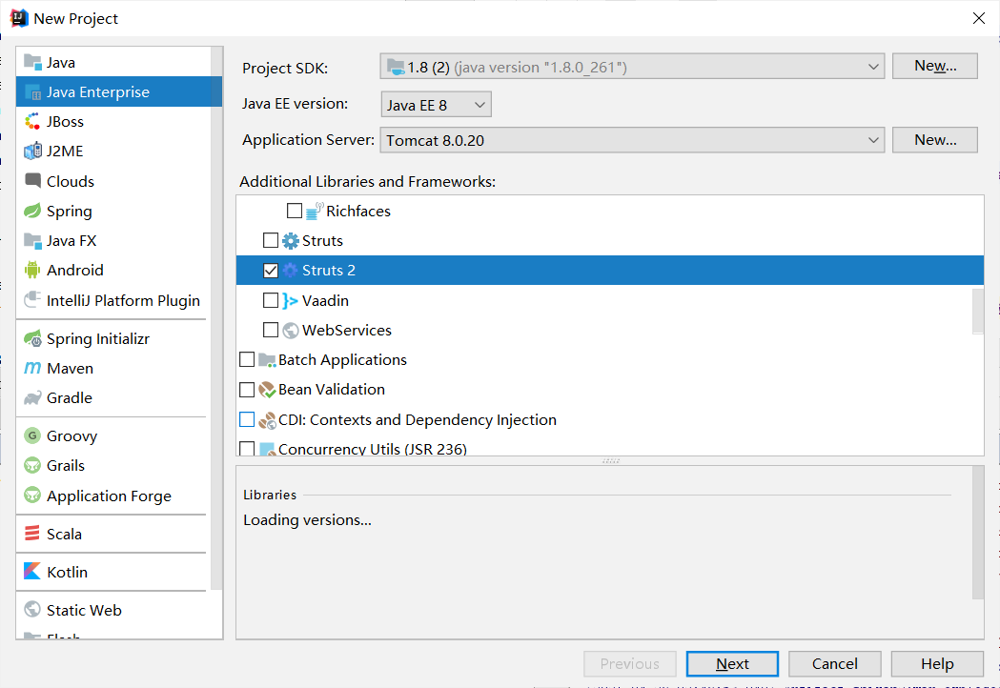 New Project
Java
Java Enterprise
JBoss
J2ME
Clouds
Spring
Java FX
Android
IntelliJ Platform Plugin
Spring Initializr
Maven
Gradle
Groovy
Grails
Application Forge
Scala
Kotlin
Static Web
Flash
Project SDK: 1.8 (2) (java version "1.8.0_261") New...
Java EE version: Java EE 8
Application Server: Tomcat 8.0.20 New...
Additional Libraries and Frameworks:
Richfaces
Struts
Struts 2
Vaadin
WebServices
Batch Applications
Bean Validation
CDI: Contexts and Dependency Injection
Concurrency Utils (JSR 236)
Libraries
Loading versions...
Previous Next Cancel Help